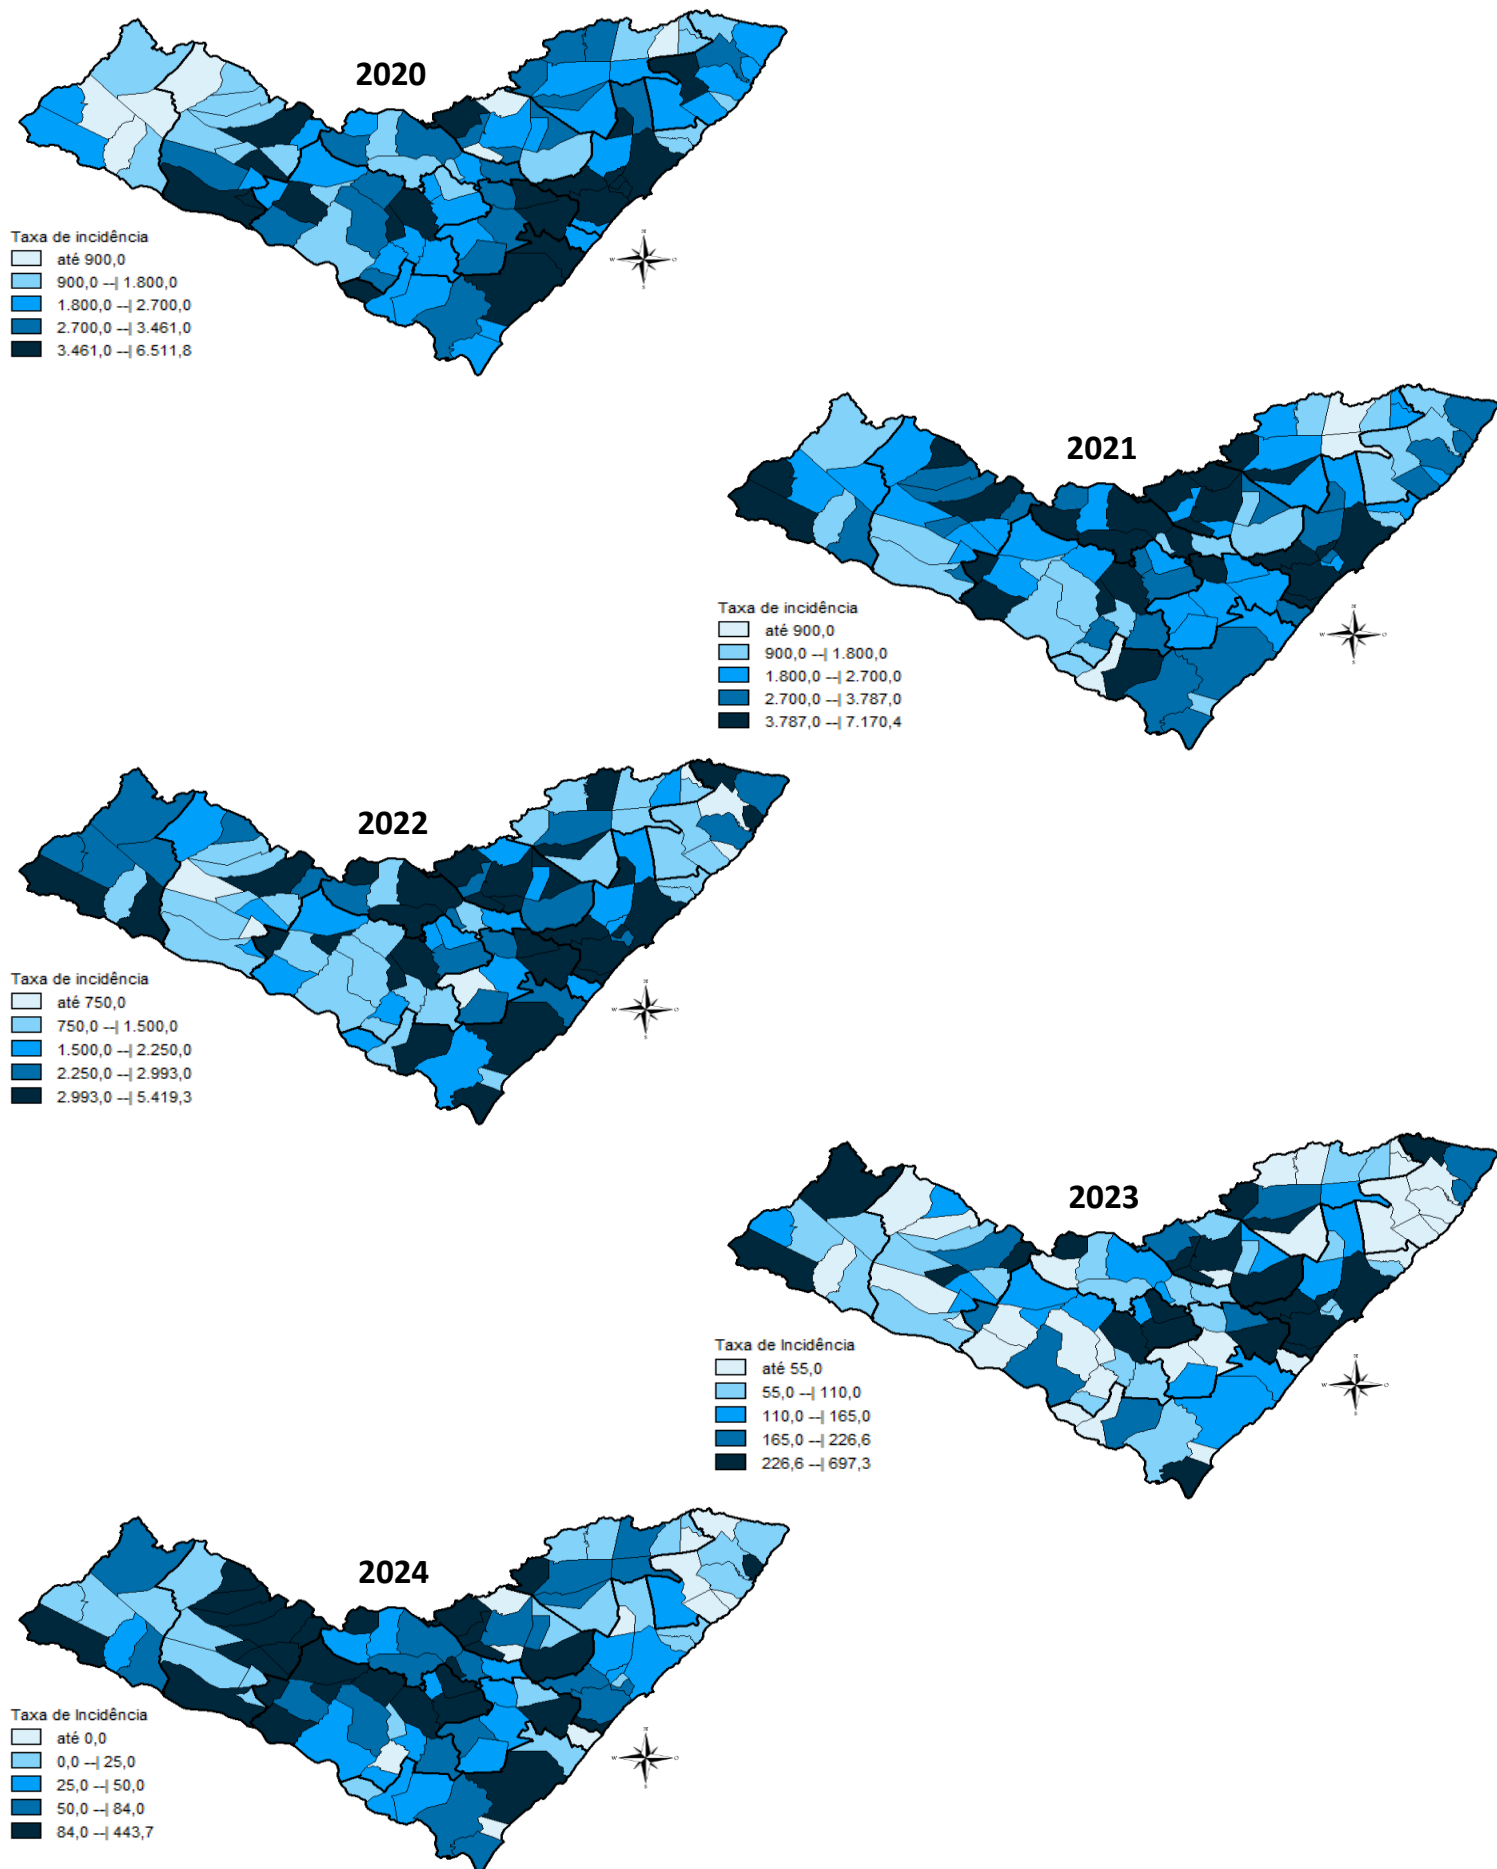 2020
Taxa de incidência
até 900,0
900,0 --| 1.800,0
1.800,0 --| 2.700,0
2.700,0 --| 3.461,0
3.461,0 --| 6.511,8
N
W
O
S
2021
Taxa de incidência
até 900,0
900,0 --| 1.800,0
1.800,0 --| 2.700,0
2.700,0 --| 3.787,0
3.787,0 --| 7.170,4
N
W
O
S
2022
Taxa de incidência
até 750,0
750,0 --| 1.500,0
1.500,0 --| 2.250,0
2.250,0 --| 2.993,0
2.993,0 --| 5.419,3
N
W
O
S
2023
Taxa de Incidência
até 55,0
55,0 --| 110,0
110,0 --| 165,0
165,0 --| 226,6
226,6 --| 697,3
N
W
O
S
2024
Taxa de Incidência
até 0,0
0,0 --| 25,0
25,0 --| 50,0
50,0 --| 84,0
84,0 --| 443,7
N
W
O
S